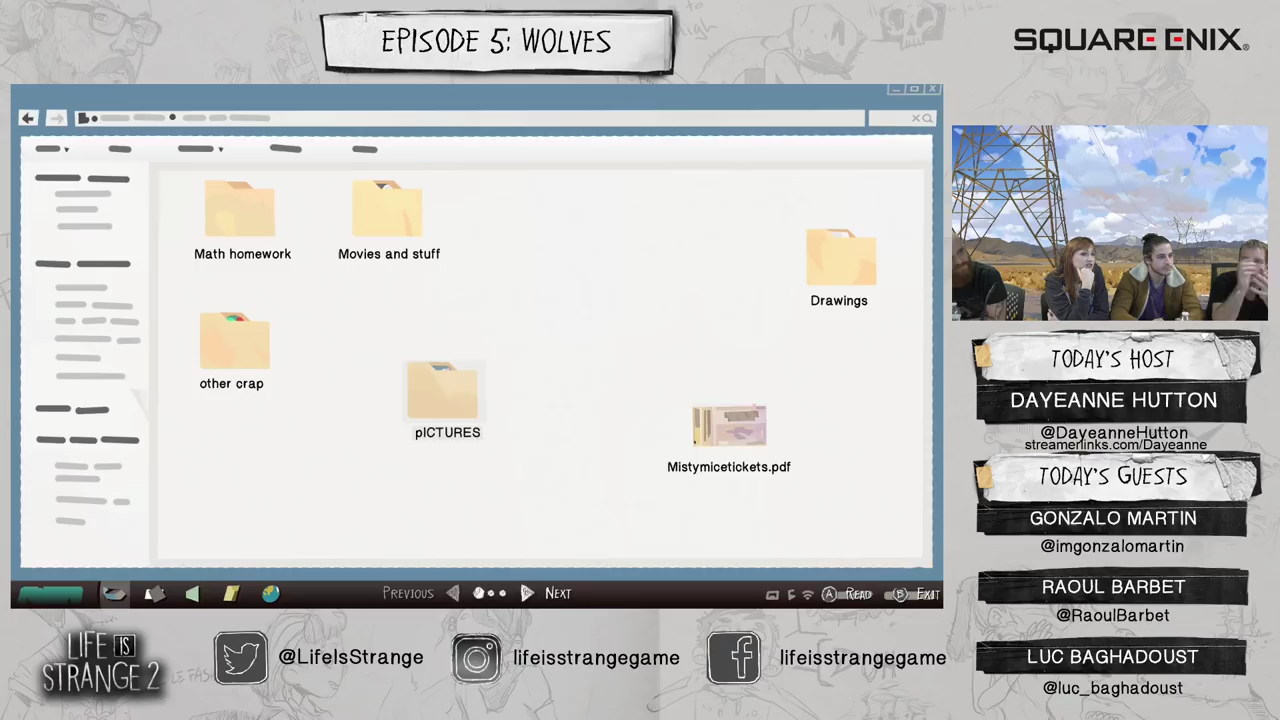 EPISODE 5: WOLVES
SQUARE ENIX®
Math homework
Movies and stuff
Drawings
other crap
pICTURES
Mistymicetickets.pdf
PREVIOUS
NEXT
A READ
B EXIT
TODAY'S HOST
DAYEANNE HUTTON
@DayeanneHutton
streamerlinks.com/Dayeanne
TODAY'S GUESTS
GONZALO MARTIN
@imgonzalomartin
RAOUL BARBET
@RaoulBarbet
LUC BAGHADOUST
@luc_baghadoust
LIFE IS
STRANGE 2
@LifeIsStrange
lifeisstrangegame
lifeisstrangegame